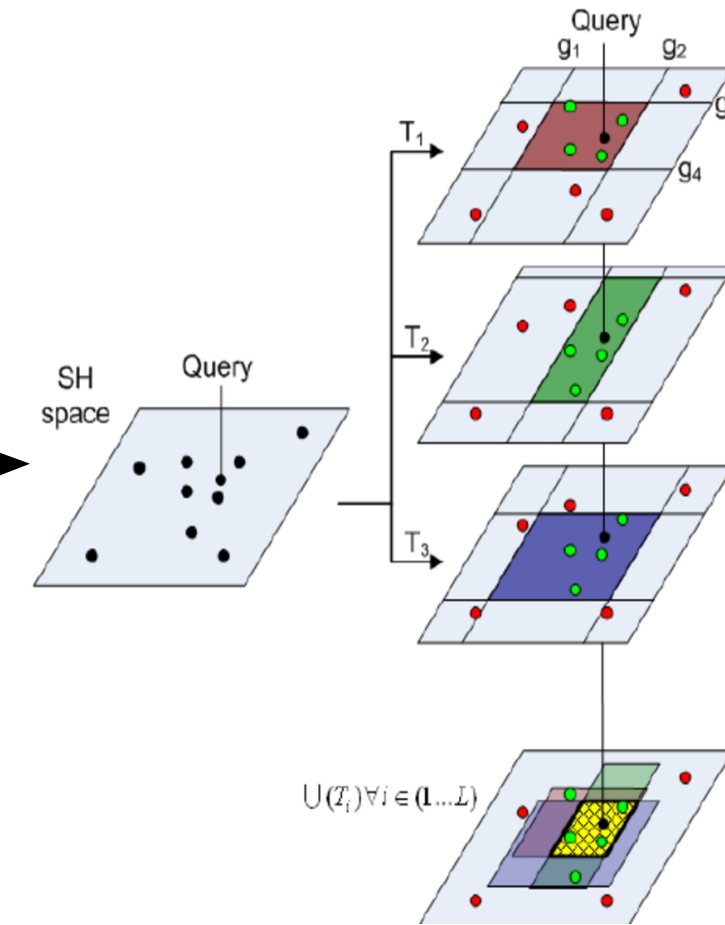 Query
g₁ g₂
g
T₁
g₄
T₂
SH
space
Query
T₃
⋃(Tᵢ)∀i∈(1...L)